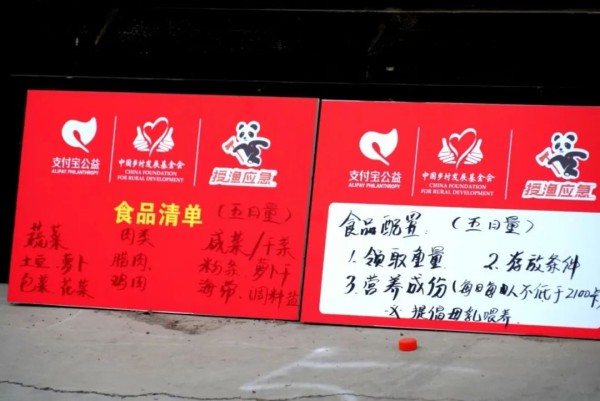 支付宝公益
ALIPAY PHILANTHROPY
中国乡村发展基金会
CHINA FOUNDATION
FOR RURAL DEVELOPMENT
授渔应急
食品清单 (五日量)
蔬菜 肉类 咸菜/干菜
土豆 萝卜 腊肉 粉条 萝卜干
包菜 花菜 鸡肉 海带 调料 盐
支付宝公益
ALIPAY PHILANTHROPY
中国乡村发展基金会
CHINA FOUNDATION
FOR RURAL DEVELOPMENT
授渔应急
食品配置 (五日量)
1. 领取重量 2. 存放条件
3. 营养成份(每日每人不低于2100卡
※ 提倡母乳喂养